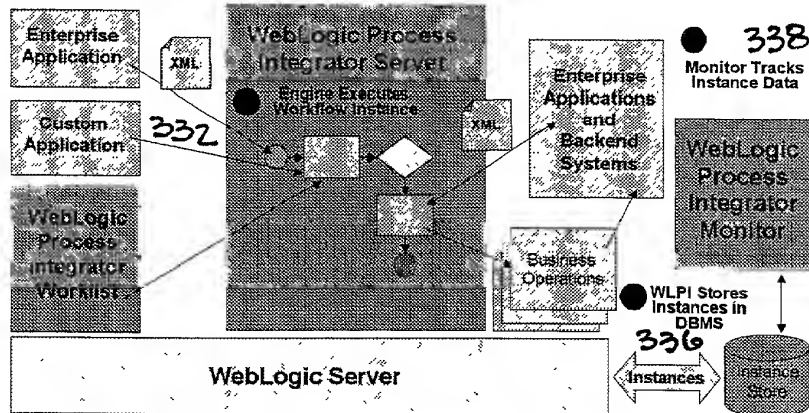 Enterprise
Application
XML
WebLogic Process
Integrator Server
338
Monitor Tracks
Instance Data
Engine Executes
Workflow Instance
XML
Enterprise
Applications
and
Backend
Systems
Custom
Application
332
WebLogic
Process
Integrator
Monitor
WebLogic
Process
Integrator
Worklist
Business
Operations
WLPI Stores
Instances in
DBMS
336
WebLogic Server
Instances
Instance
Store